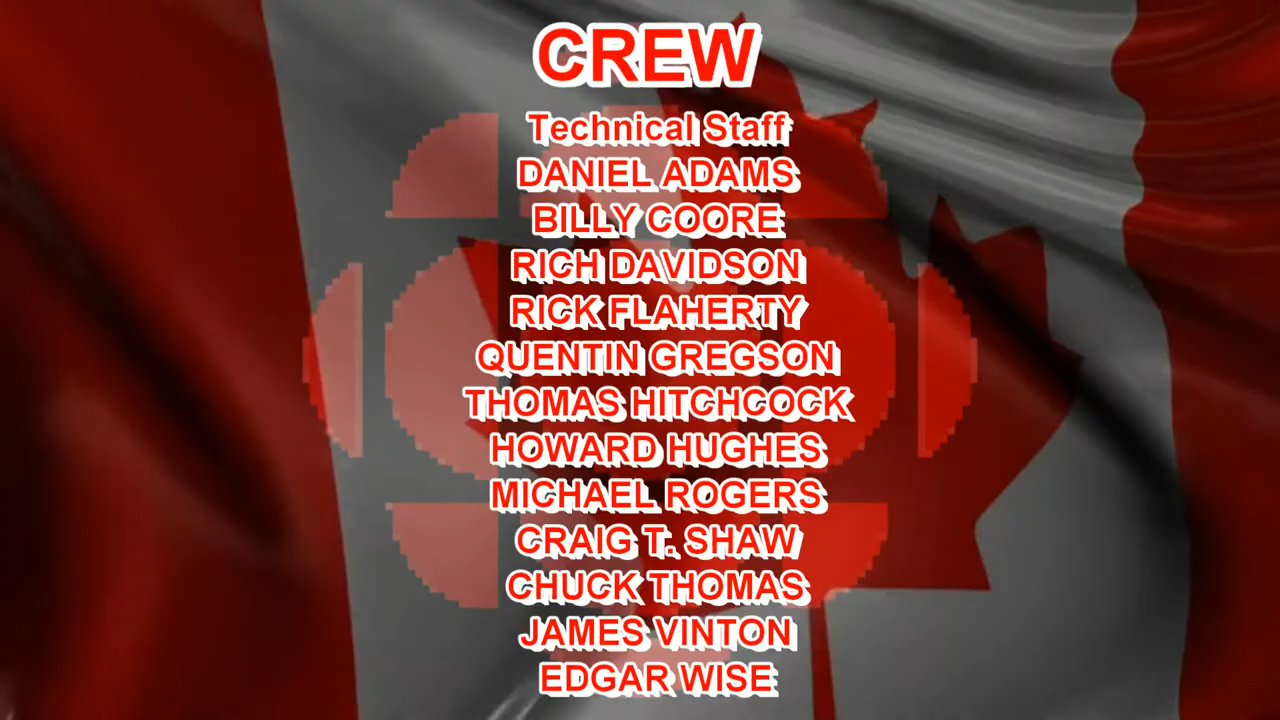 CREW
Technical Staff
DANIEL ADAMS
BILLY COORE
RICH DAVIDSON
RICK FLAHERTY
QUENTIN GREGSON
THOMAS HITCHCOCK
HOWARD HUGHES
MICHAEL ROGERS
CRAIG T. SHAW
CHUCK THOMAS
JAMES VINTON
EDGAR WISE